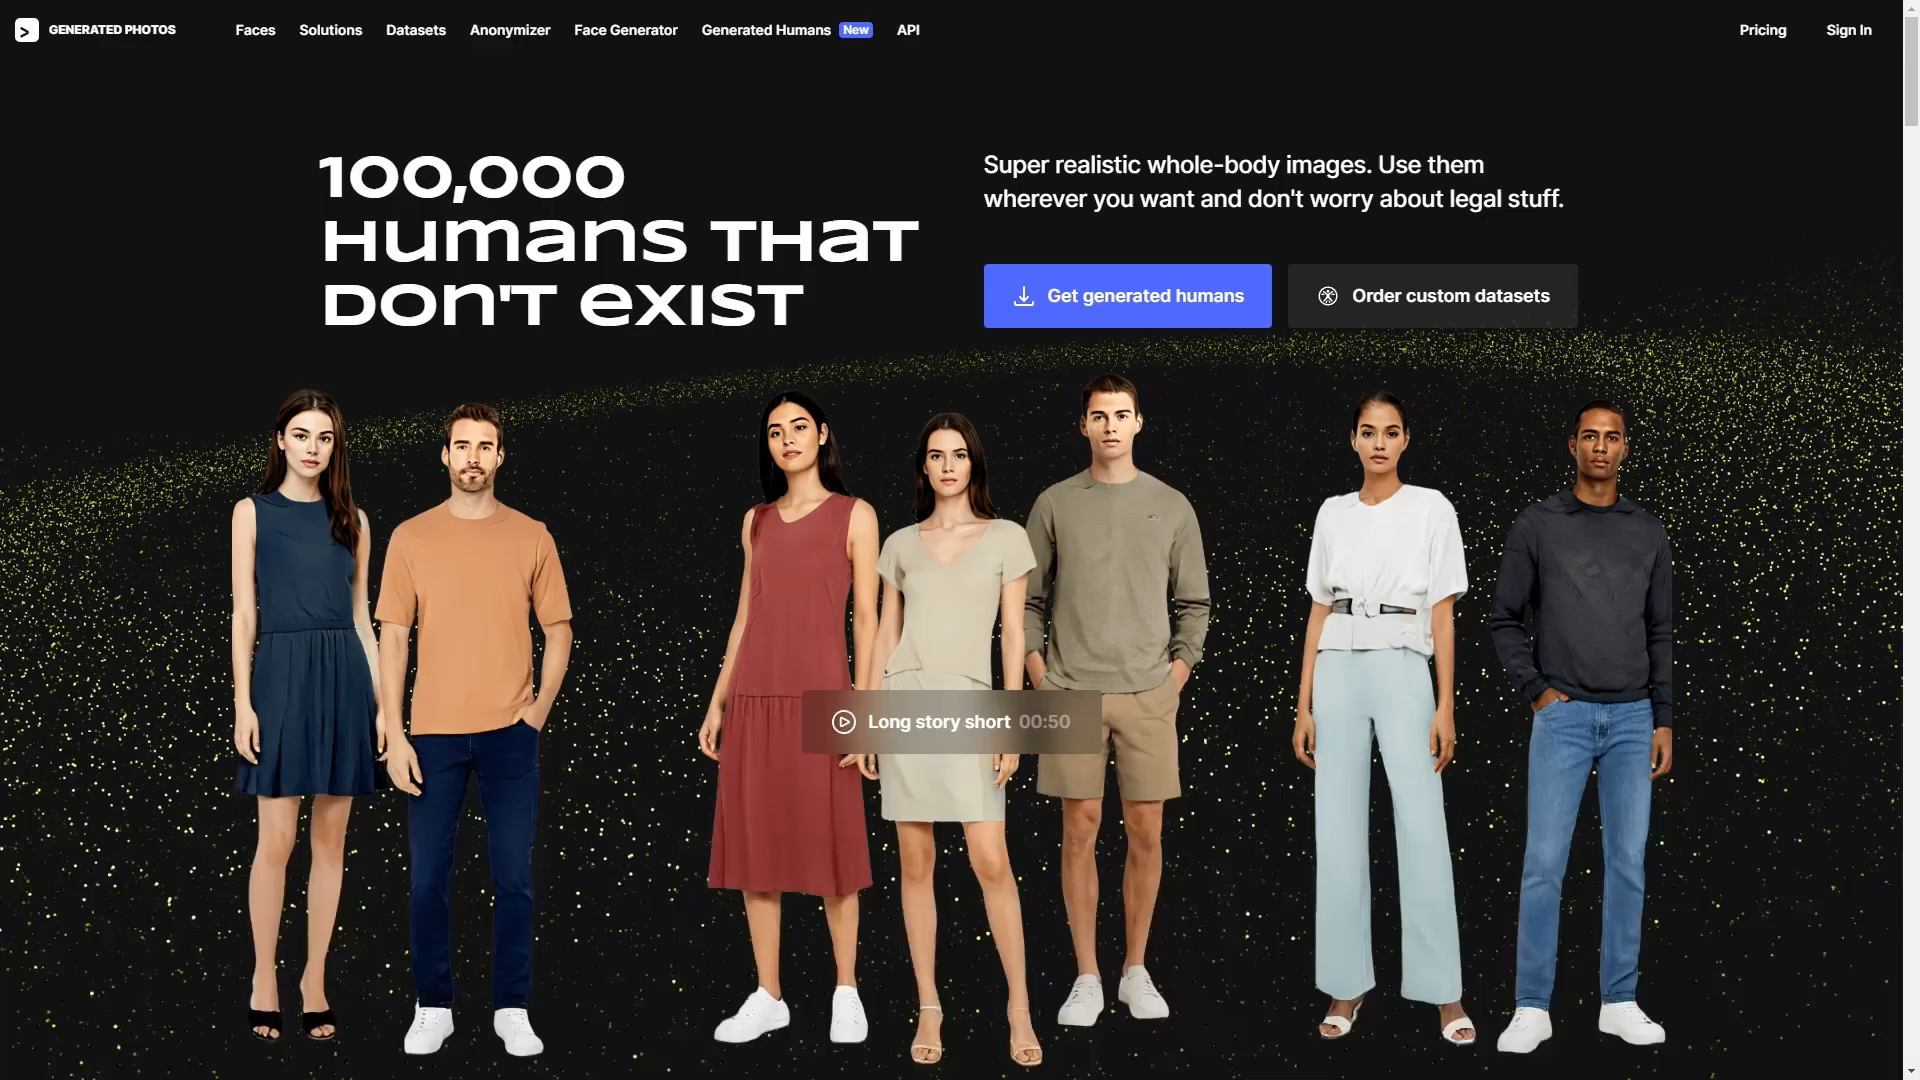 GENERATED PHOTOS
Faces
Solutions
Datasets
Anonymizer
Face Generator
Generated Humans New
API
Pricing
Sign In
100,000
Humans that
don't exist
Super realistic whole-body images. Use them
wherever you want and don't worry about legal stuff.
Get generated humans
Order custom datasets
Long story short 00:50